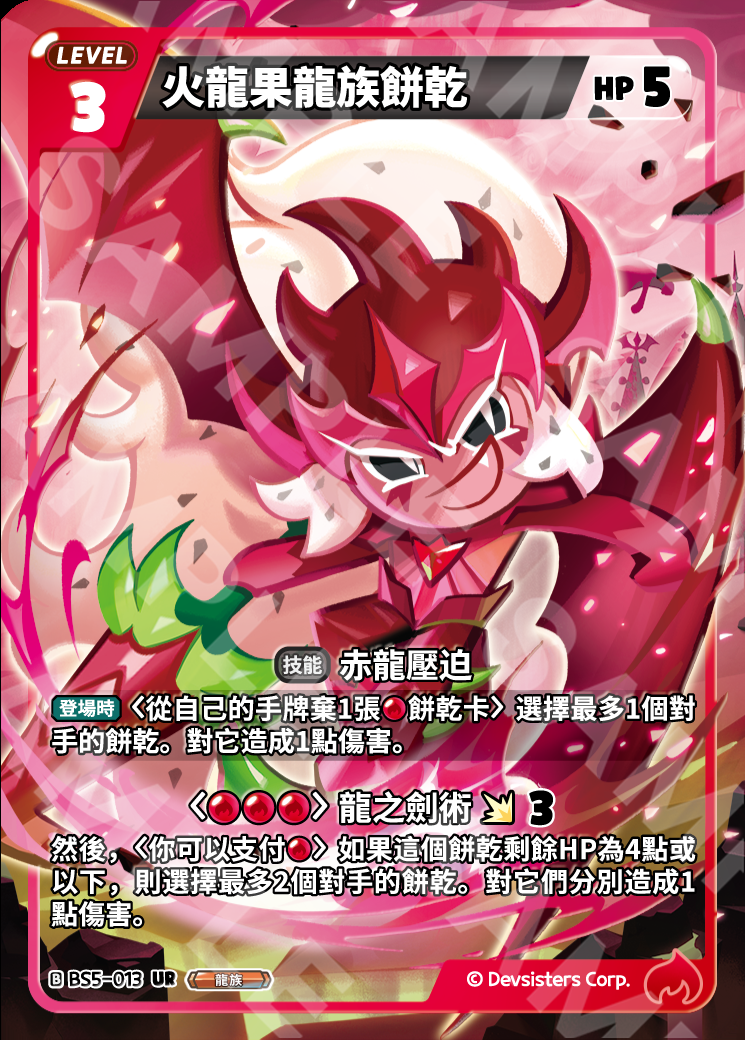 LEVEL
3
火龍果龍族餅乾
HP 5
技能 赤龍壓迫
登場時〈從自己的手牌棄1張🔴餅乾卡〉選擇最多1個對
手的餅乾。對它造成1點傷害。
〈🔴🔴🔴〉龍之劍術 3
然後，〈你可以支付🔴〉如果這個餅乾剩餘HP為4點或
以下，則選擇最多2個對手的餅乾。對它們分別造成1
點傷害。
B BS5-013 UR 龍族
© Devsisters Corp.
SAMPLE